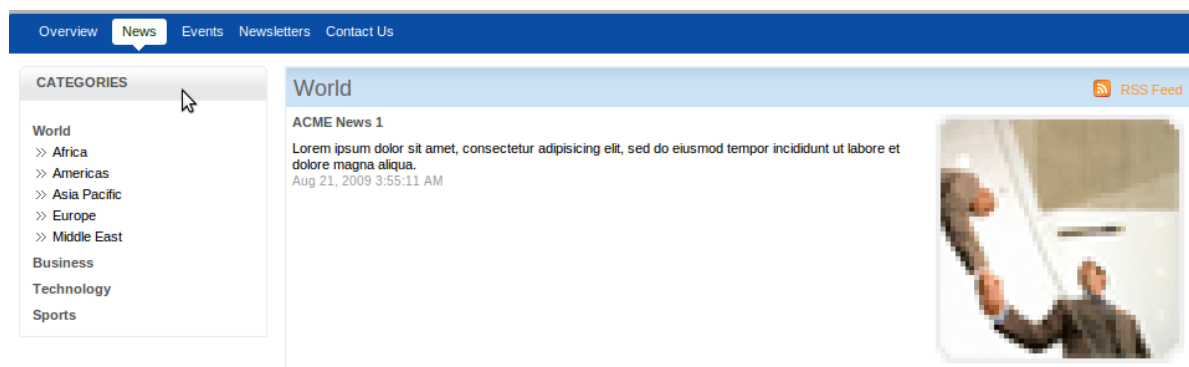 Overview News Events Newsletters Contact Us
CATEGORIES
World
Africa
Americas
Asia Pacific
Europe
Middle East
Business
Technology
Sports
World
RSS Feed
ACME News 1
Lorem ipsum dolor sit amet, consectetur adipisicing elit, sed do eiusmod tempor incididunt ut labore et
dolore magna aliqua.
Aug 21, 2009 3:55:11 AM